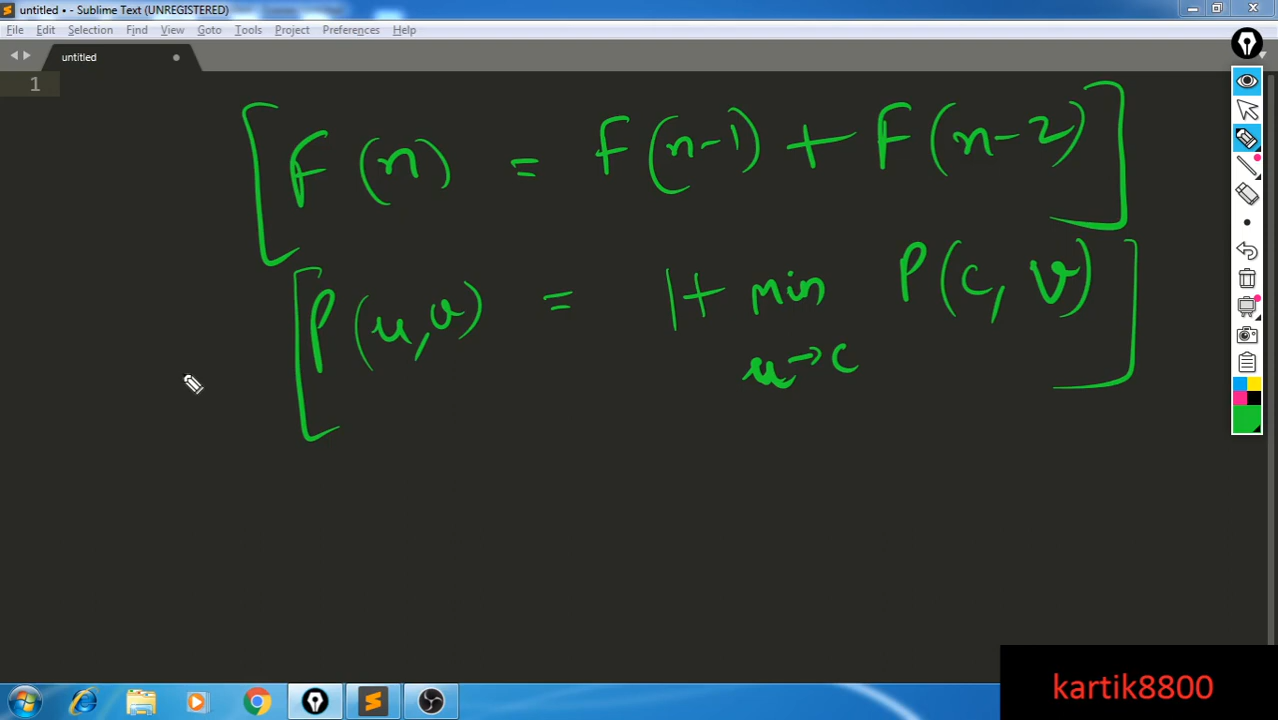 untitled • - Sublime Text (UNREGISTERED)
File Edit Selection Find View Goto Tools Project Preferences Help
untitled
1
[F(n) = F(n-1) + F(n-2)]
[P(u,v) = 1 + min P(c, v)]
u→c
kartik8800